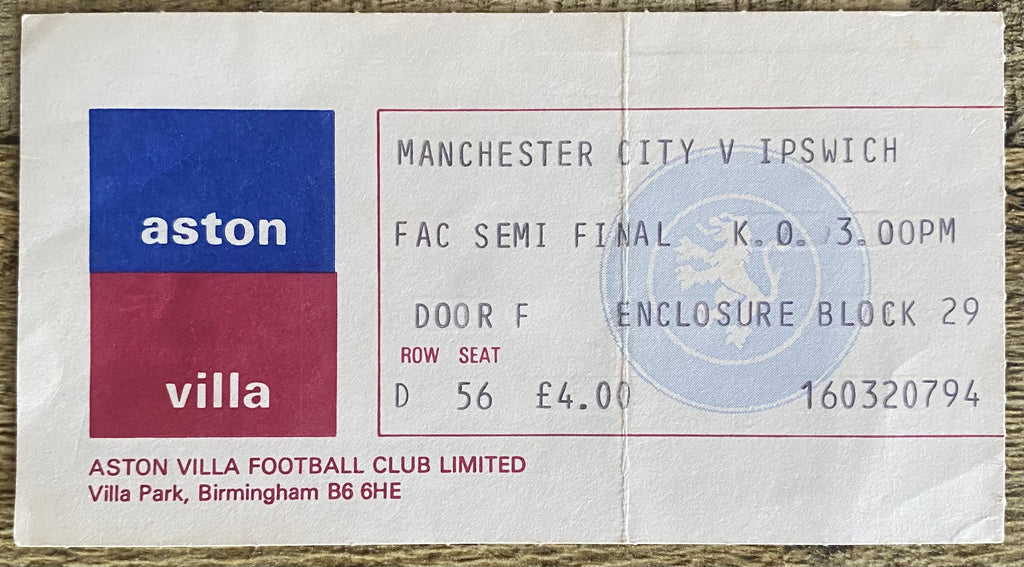 aston
villa
MANCHESTER CITY V IPSWICH
FAC SEMI FINAL K.O. 3.00PM
DOOR F ENCLOSURE BLOCK 29
ROW SEAT
D 56 £4.00 160320794
ASTON VILLA FOOTBALL CLUB LIMITED
Villa Park, Birmingham B6 6HE